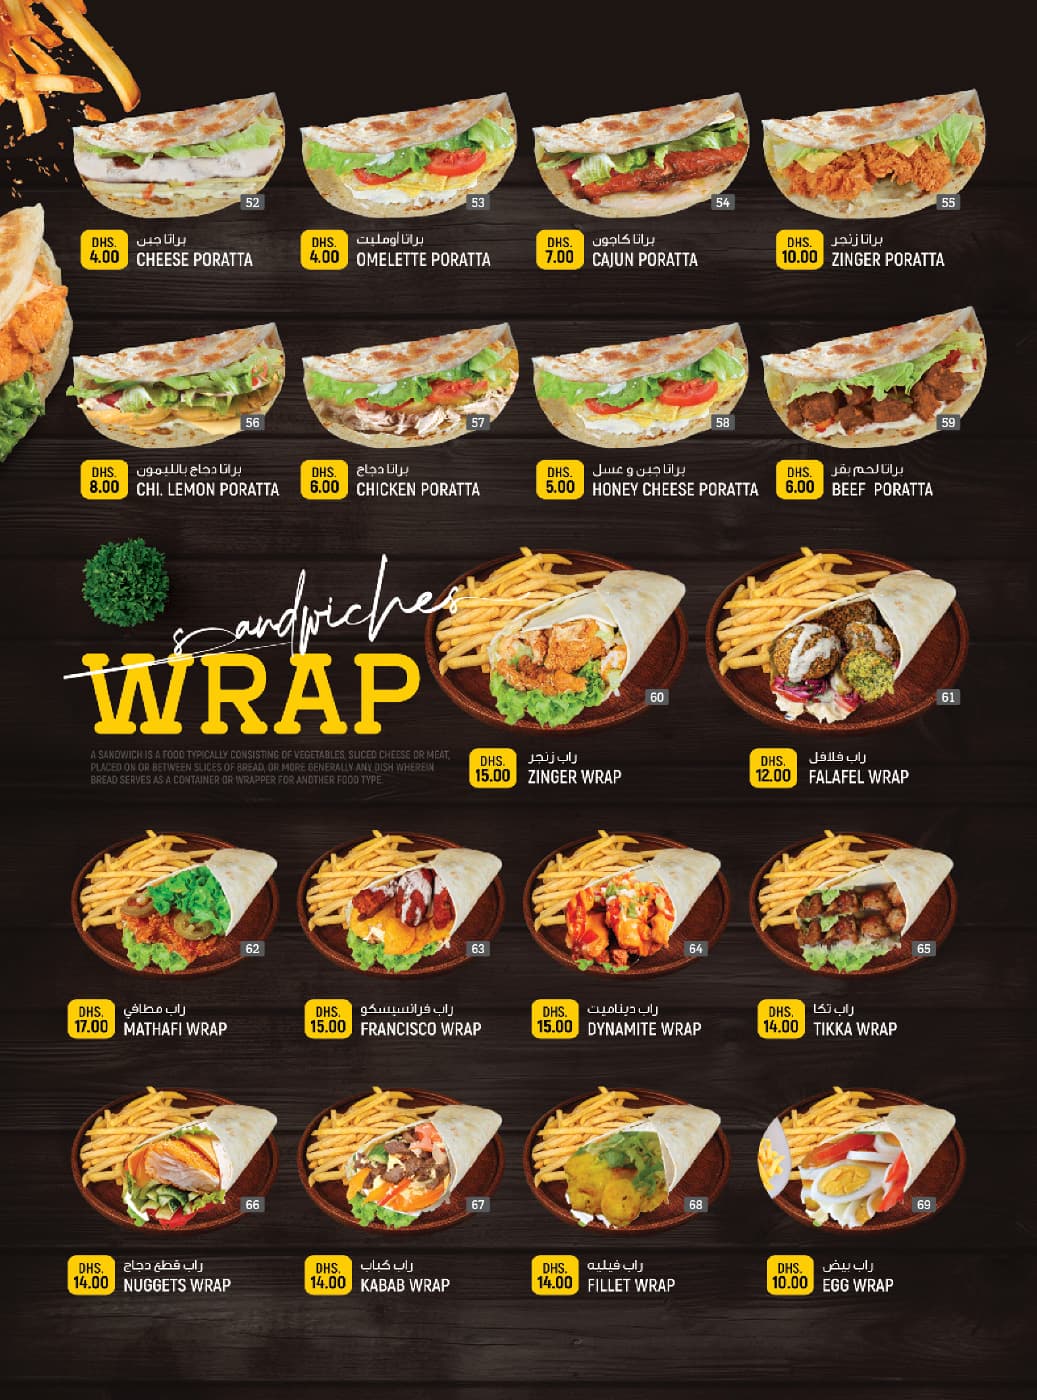 52
53
54
55
DHS.
4.00
براتا جبن
CHEESE PORATTA
DHS.
4.00
براتا أومليت
OMELETTE PORATTA
DHS.
7.00
براتا كاجون
CAJUN PORATTA
DHS.
10.00
براتا زنجر
ZINGER PORATTA
56
57
58
59
DHS.
8.00
براتا دجاج بالليمون
CHI. LEMON PORATTA
DHS.
6.00
براتا دجاج
CHICKEN PORATTA
DHS.
5.00
براتا جبن و عسل
HONEY CHEESE PORATTA
DHS.
6.00
براتا لحم بقر
BEEF PORATTA
sandwiches
WRAP
A SANDWICH IS A FOOD TYPICALLY CONSISTING OF VEGETABLES, SLICED CHEESE OR MEAT,
PLACED ON OR BETWEEN SLICES OF BREAD, OR MORE GENERALLY ANY DISH WHEREIN
BREAD SERVES AS A CONTAINER OR WRAPPER FOR ANOTHER FOOD TYPE.
60
61
DHS.
15.00
راب زنجر
ZINGER WRAP
DHS.
12.00
راب فلافل
FALAFEL WRAP
62
63
64
65
DHS.
17.00
راب مطافي
MATHAFI WRAP
DHS.
15.00
راب فرانسيسكو
FRANCISCO WRAP
DHS.
15.00
راب ديناميت
DYNAMITE WRAP
DHS.
14.00
راب تكا
TIKKA WRAP
66
67
68
69
DHS.
14.00
راب قطع دجاج
NUGGETS WRAP
DHS.
14.00
راب كباب
KABAB WRAP
DHS.
14.00
راب فيليه
FILLET WRAP
DHS.
10.00
راب بيض
EGG WRAP